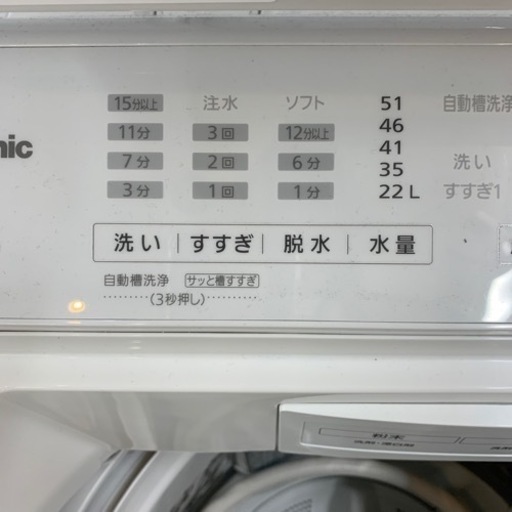 15分以上 注水 ソフト 51 自動槽洗浄
11分 3回 12分以上 46
nic 7分 2回 6分 41 洗い
35
3分 1回 1分 22L すすぎ1
洗い すすぎ 脱水 水量
自動槽洗浄 サッと槽すすぎ
(3秒押し)
粉末